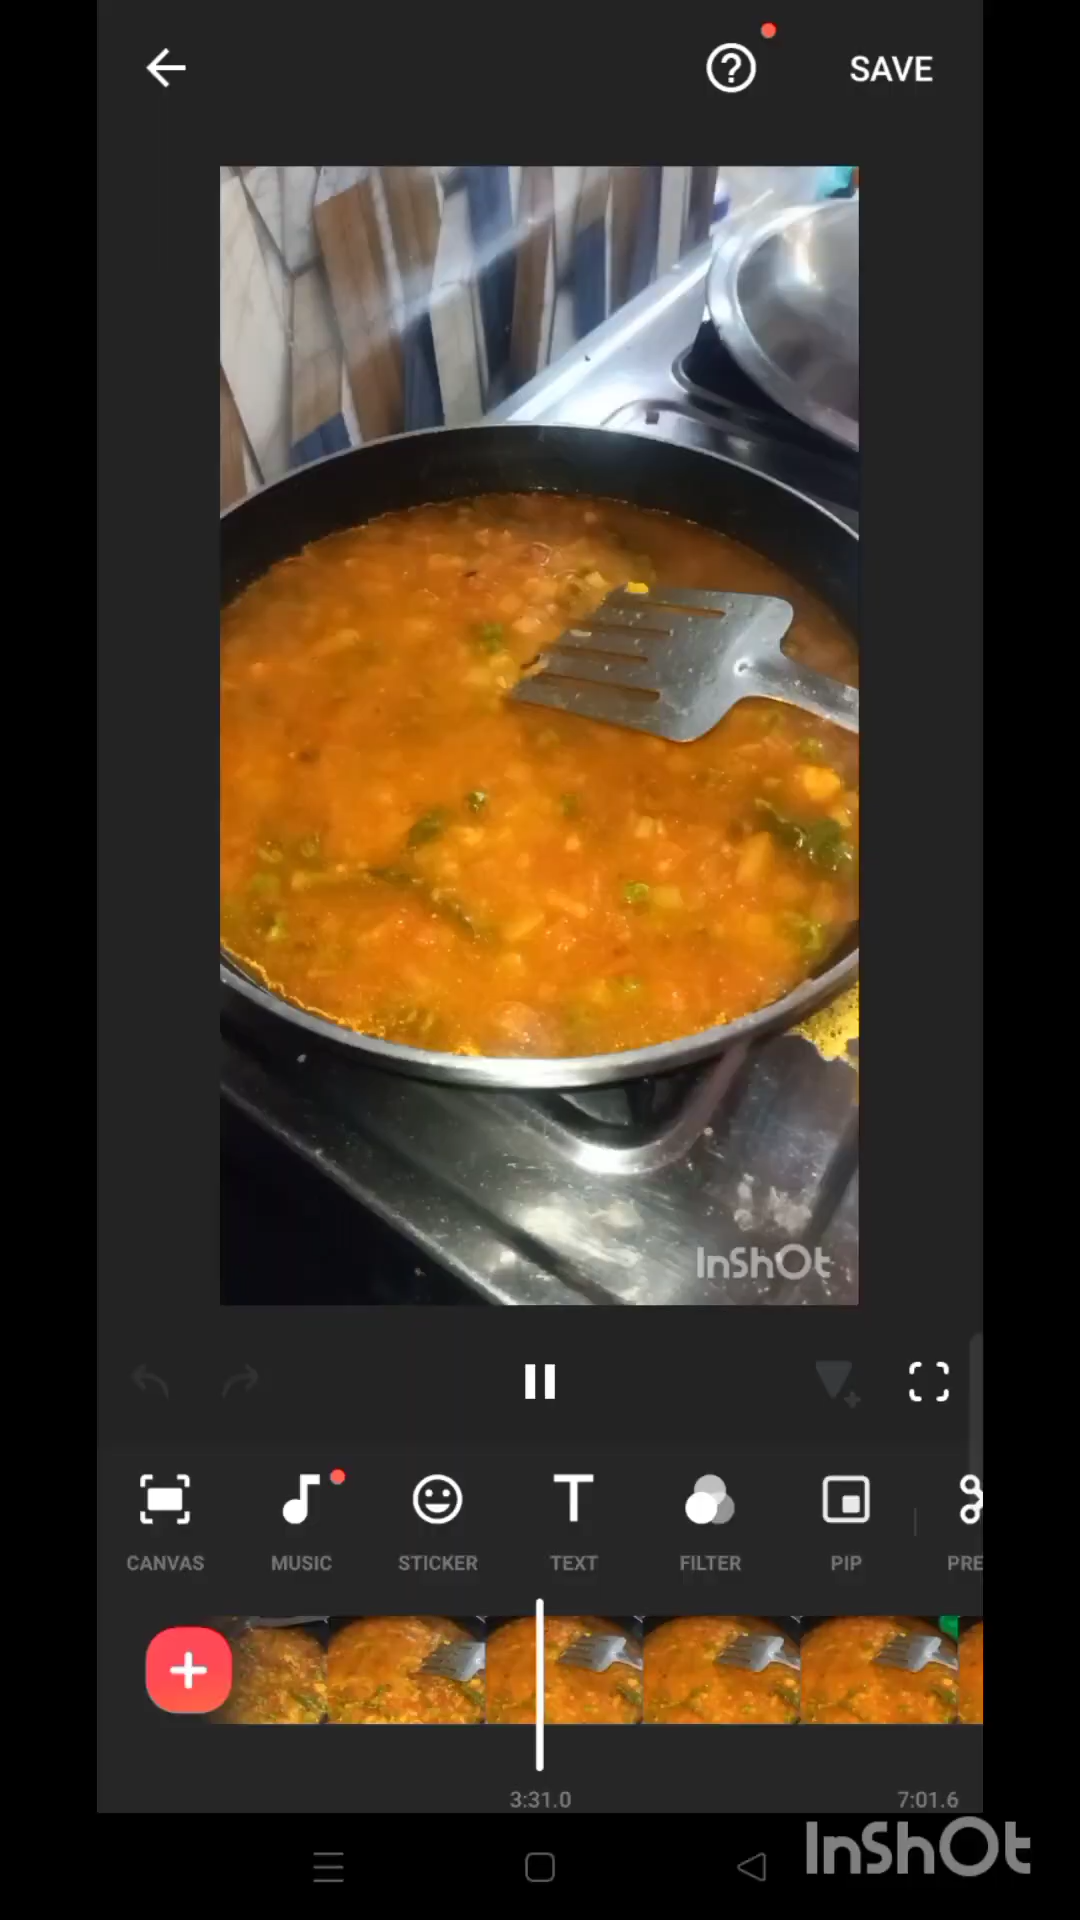 SAVE
InShOt
CANVAS
MUSIC
STICKER
TEXT
FILTER
PIP
PRE
3:31.0
7:01.6
InShOt